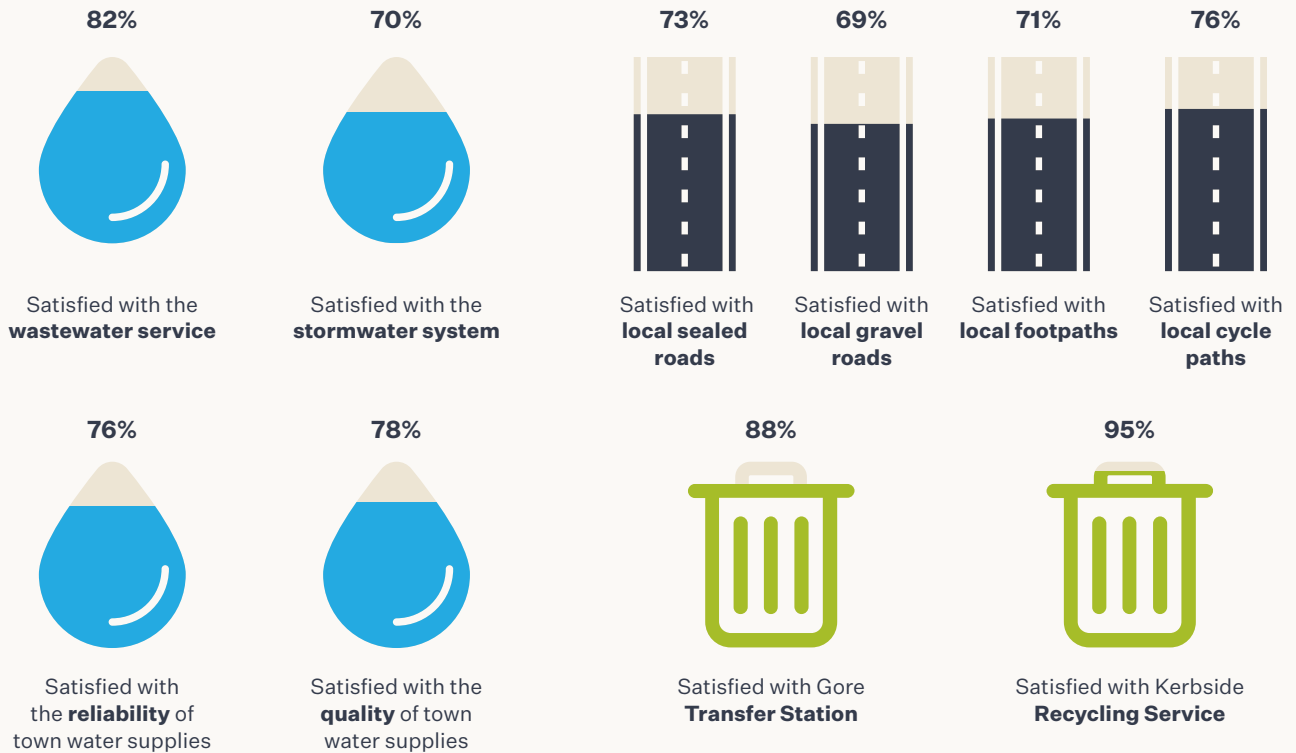 82%
Satisfied with the
wastewater service
70%
Satisfied with the
stormwater system
73%
Satisfied with
local sealed
roads
69%
Satisfied with
local gravel
roads
71%
Satisfied with
local footpaths
76%
Satisfied with
local cycle
paths
76%
Satisfied with
the reliability of
town water supplies
78%
Satisfied with the
quality of town
water supplies
88%
Satisfied with Gore
Transfer Station
95%
Satisfied with Kerbside
Recycling Service